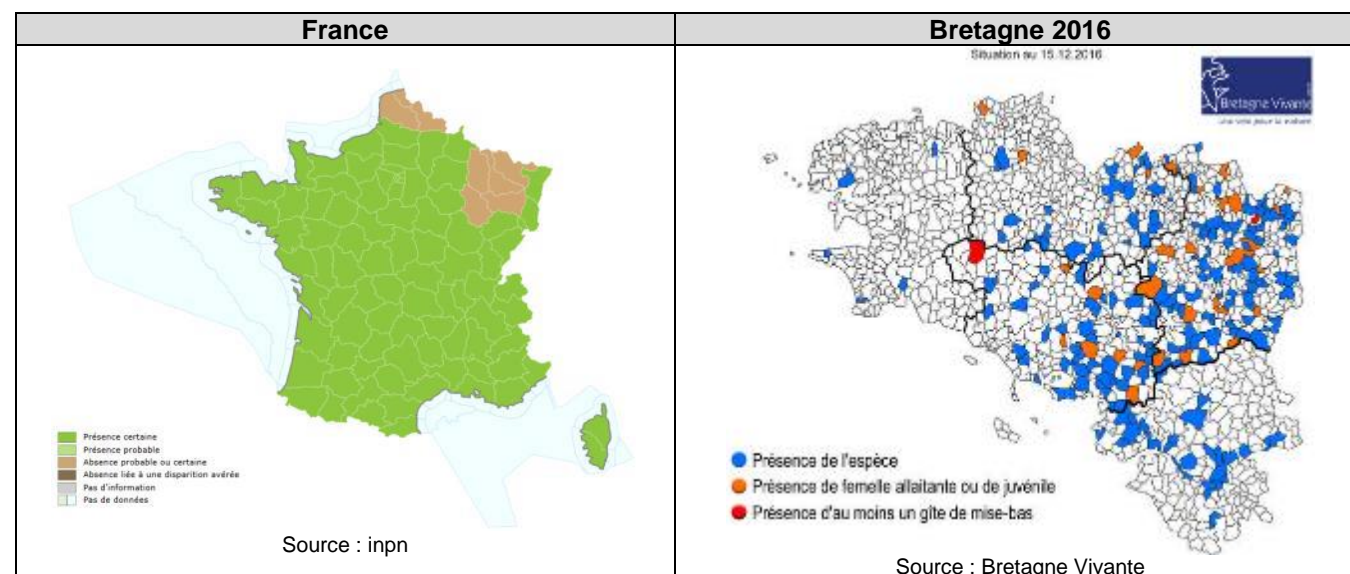 France
Bretagne 2016
Présence certaine
Présence probable
Absence probable ou certaine
Absence liée à une disparition avérée
Pas d'information
Pas de données
Source : inpn
Situation au 15.12.2016
Bretagne Vivante
Présence de l'espèce
Présence de femelle allaitante ou de juvénile
Présence d'au moins un gîte de mise-bas
Source : Bretagne Vivante